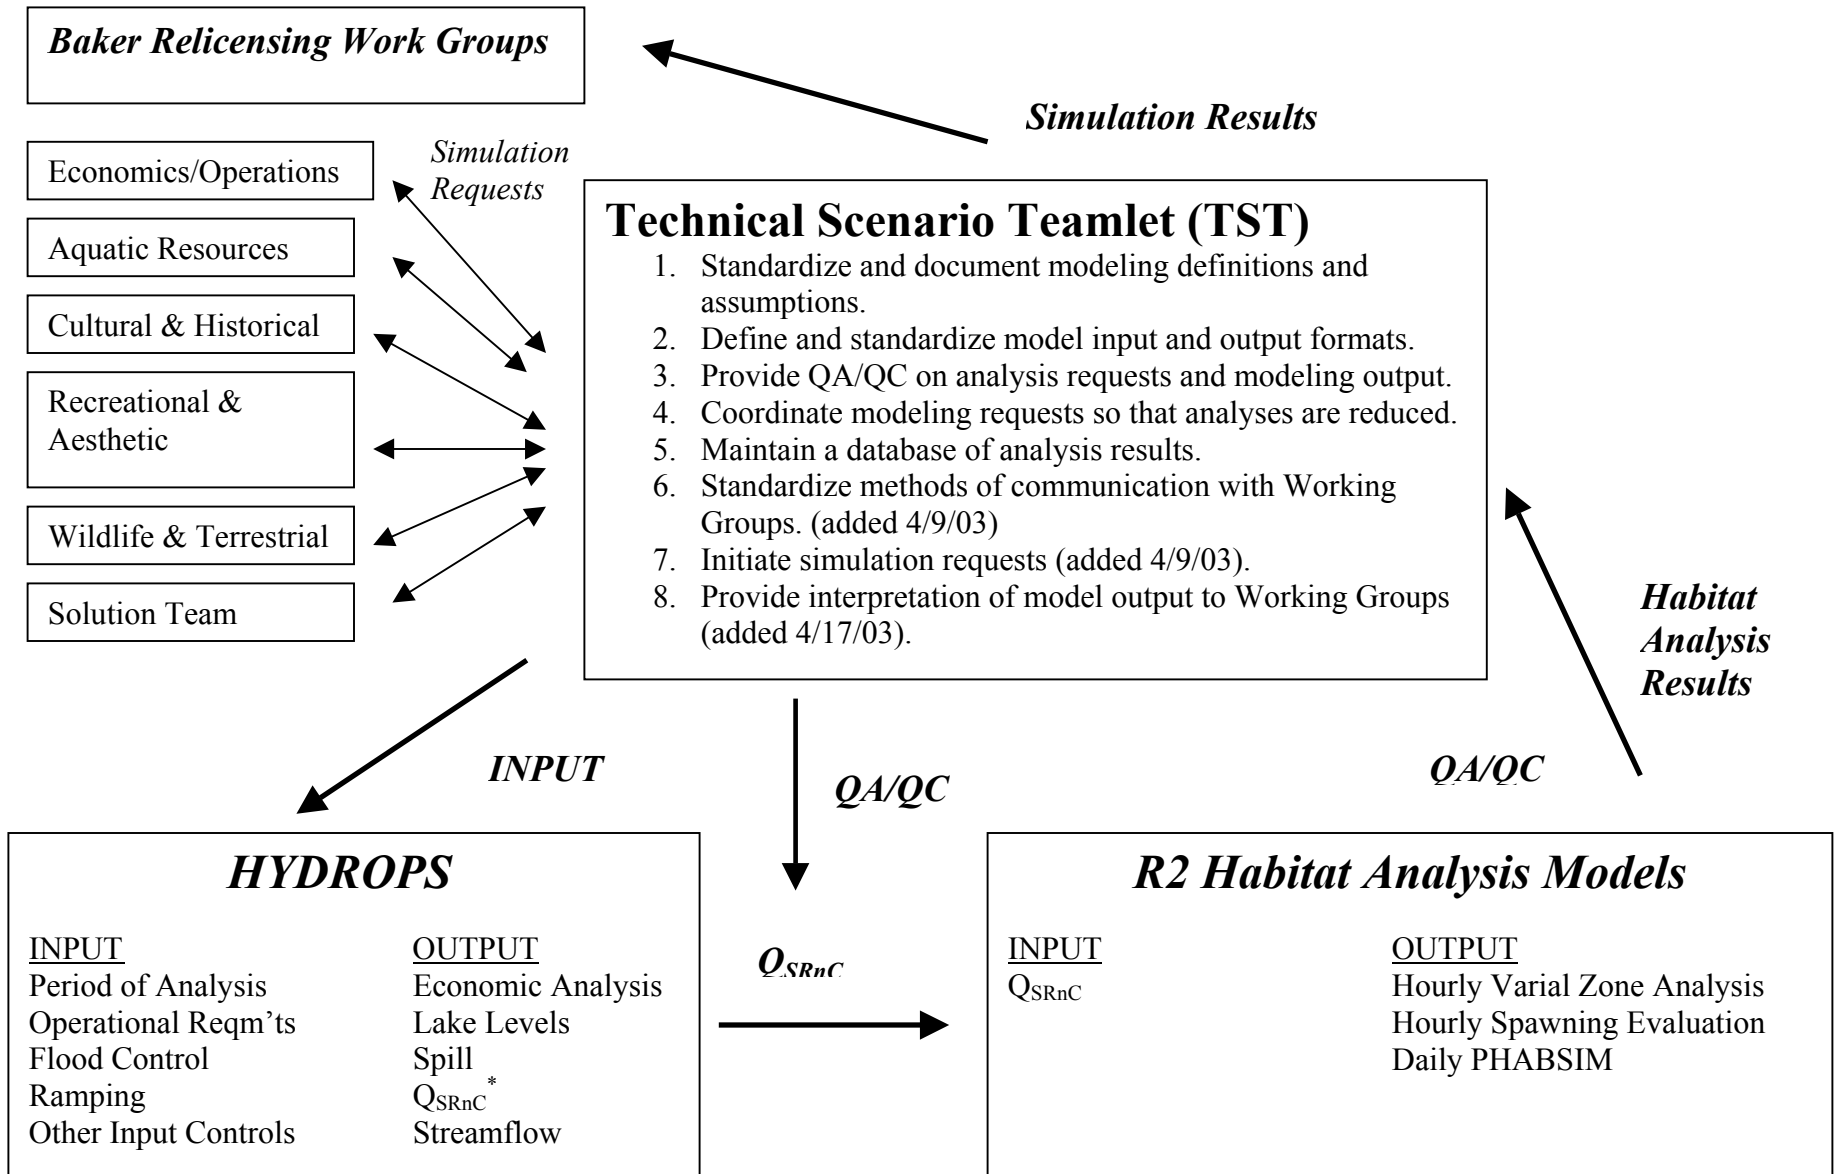 Baker Relicensing Work Groups
Simulation Results
Simulation
Requests
Economics/Operations
Aquatic Resources
Cultural & Historical
Recreational &
Aesthetic
Wildlife & Terrestrial
Solution Team
Technical Scenario Teamlet (TST)
1. Standardize and document modeling definitions and
assumptions.
2. Define and standardize model input and output formats.
3. Provide QA/QC on analysis requests and modeling output.
4. Coordinate modeling requests so that analyses are reduced.
5. Maintain a database of analysis results.
6. Standardize methods of communication with Working
Groups. (added 4/9/03)
7. Initiate simulation requests (added 4/9/03).
8. Provide interpretation of model output to Working Groups
(added 4/17/03).
Habitat
Analysis
Results
INPUT
QA/QC
QA/QC
HYDROPS
INPUT
Period of Analysis
Operational Reqm’ts
Flood Control
Ramping
Other Input Controls
OUTPUT
Economic Analysis
Lake Levels
Spill
QSRnC*
Streamflow
QSRnC
R2 Habitat Analysis Models
INPUT
QSRnC
OUTPUT
Hourly Varial Zone Analysis
Hourly Spawning Evaluation
Daily PHABSIM